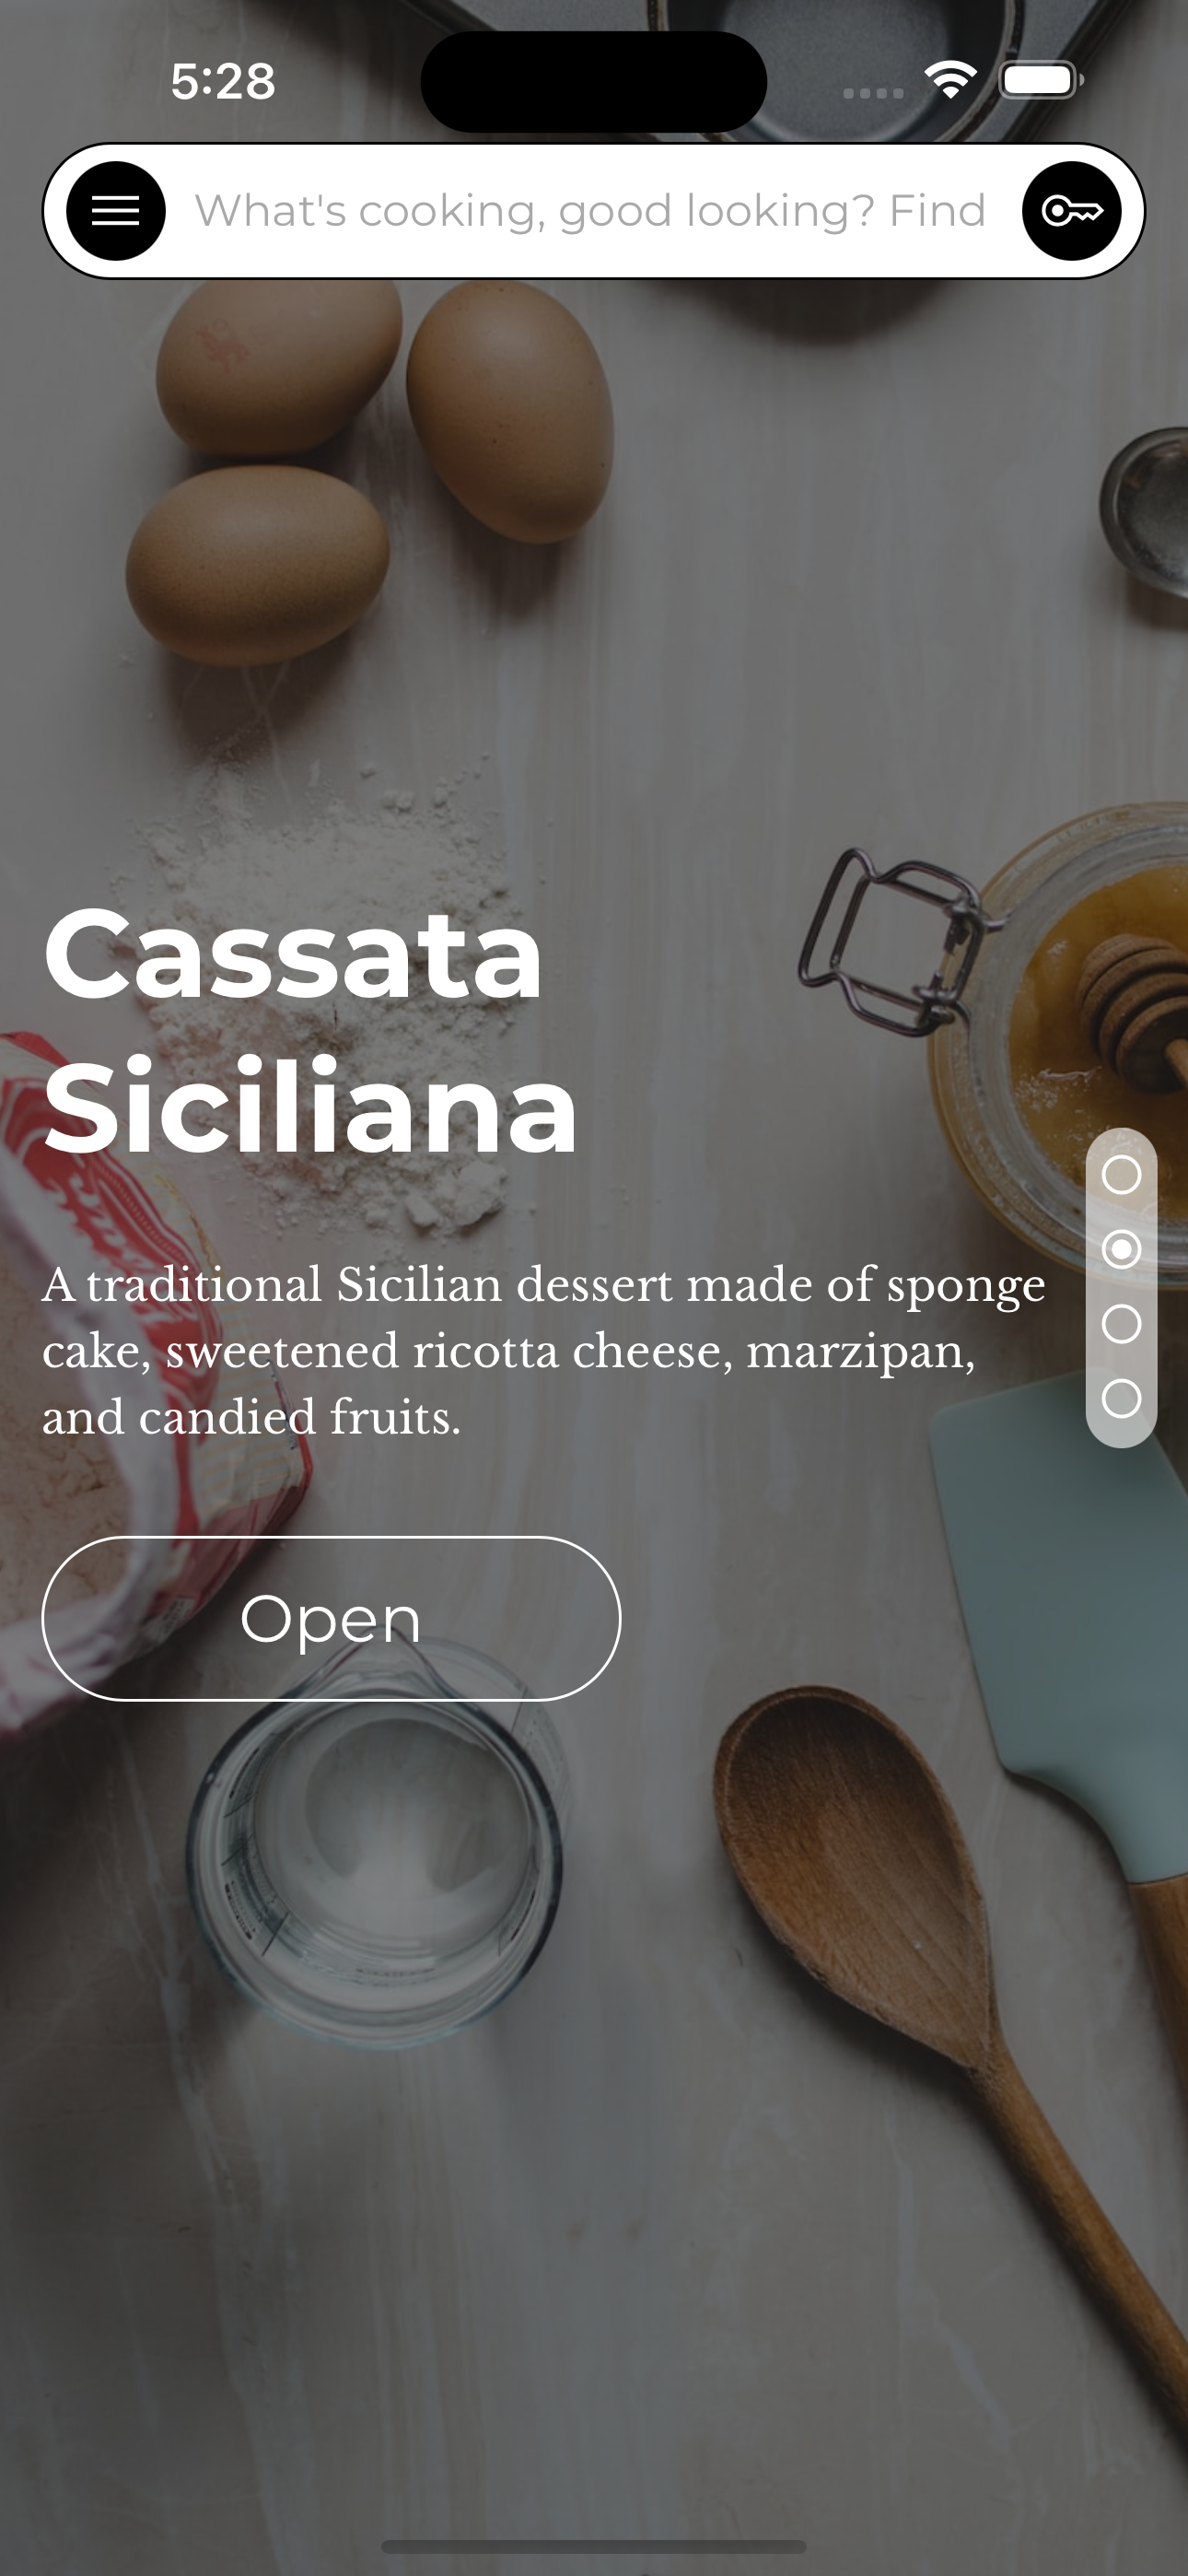 5:28
What's cooking, good looking? Find
Cassata
Siciliana
A traditional Sicilian dessert made of sponge
cake, sweetened ricotta cheese, marzipan,
and candied fruits.
Open